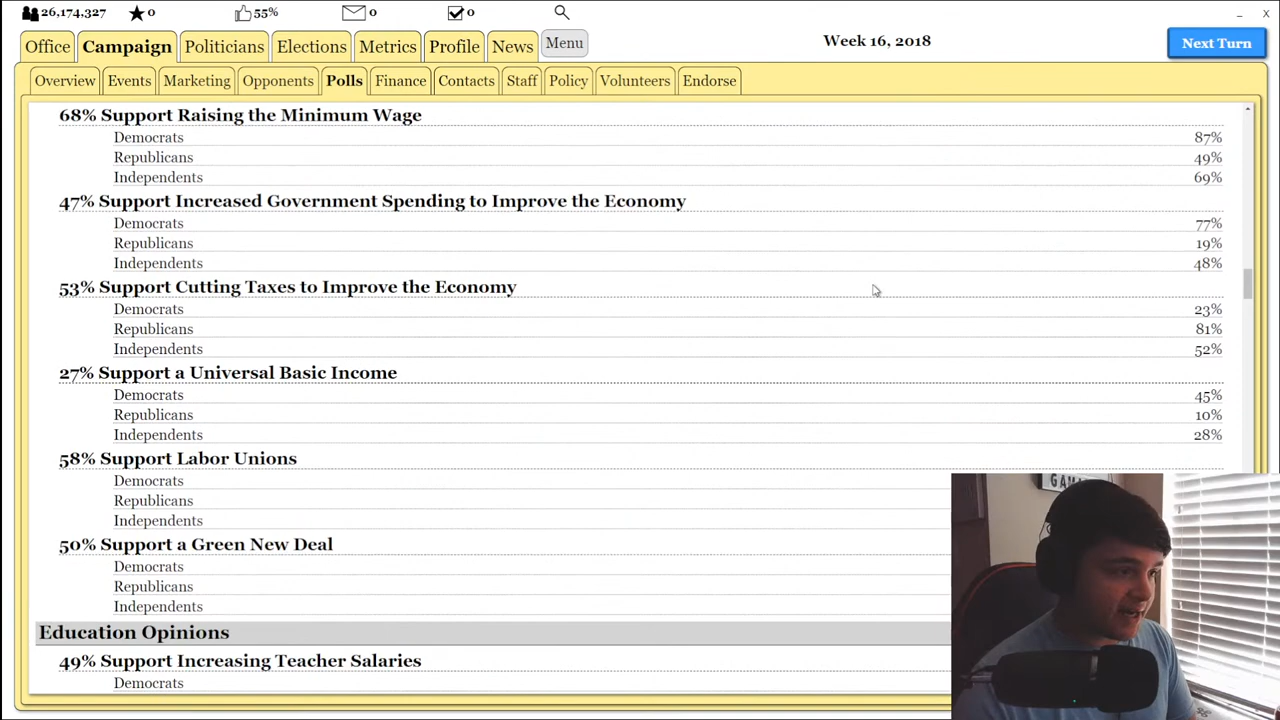 26,174,327 0 55% 0 0
Office Campaign Politicians Elections Metrics Profile News Menu Week 16, 2018 Next Turn
Overview Events Marketing Opponents Polls Finance Contacts Staff Policy Volunteers Endorse
68% Support Raising the Minimum Wage
Democrats 87%
Republicans 49%
Independents 69%
47% Support Increased Government Spending to Improve the Economy
Democrats 77%
Republicans 19%
Independents 48%
53% Support Cutting Taxes to Improve the Economy
Democrats 23%
Republicans 81%
Independents 52%
27% Support a Universal Basic Income
Democrats 45%
Republicans 10%
Independents 28%
58% Support Labor Unions
Democrats
Republicans
Independents
50% Support a Green New Deal
Democrats
Republicans
Independents
Education Opinions
49% Support Increasing Teacher Salaries
Democrats